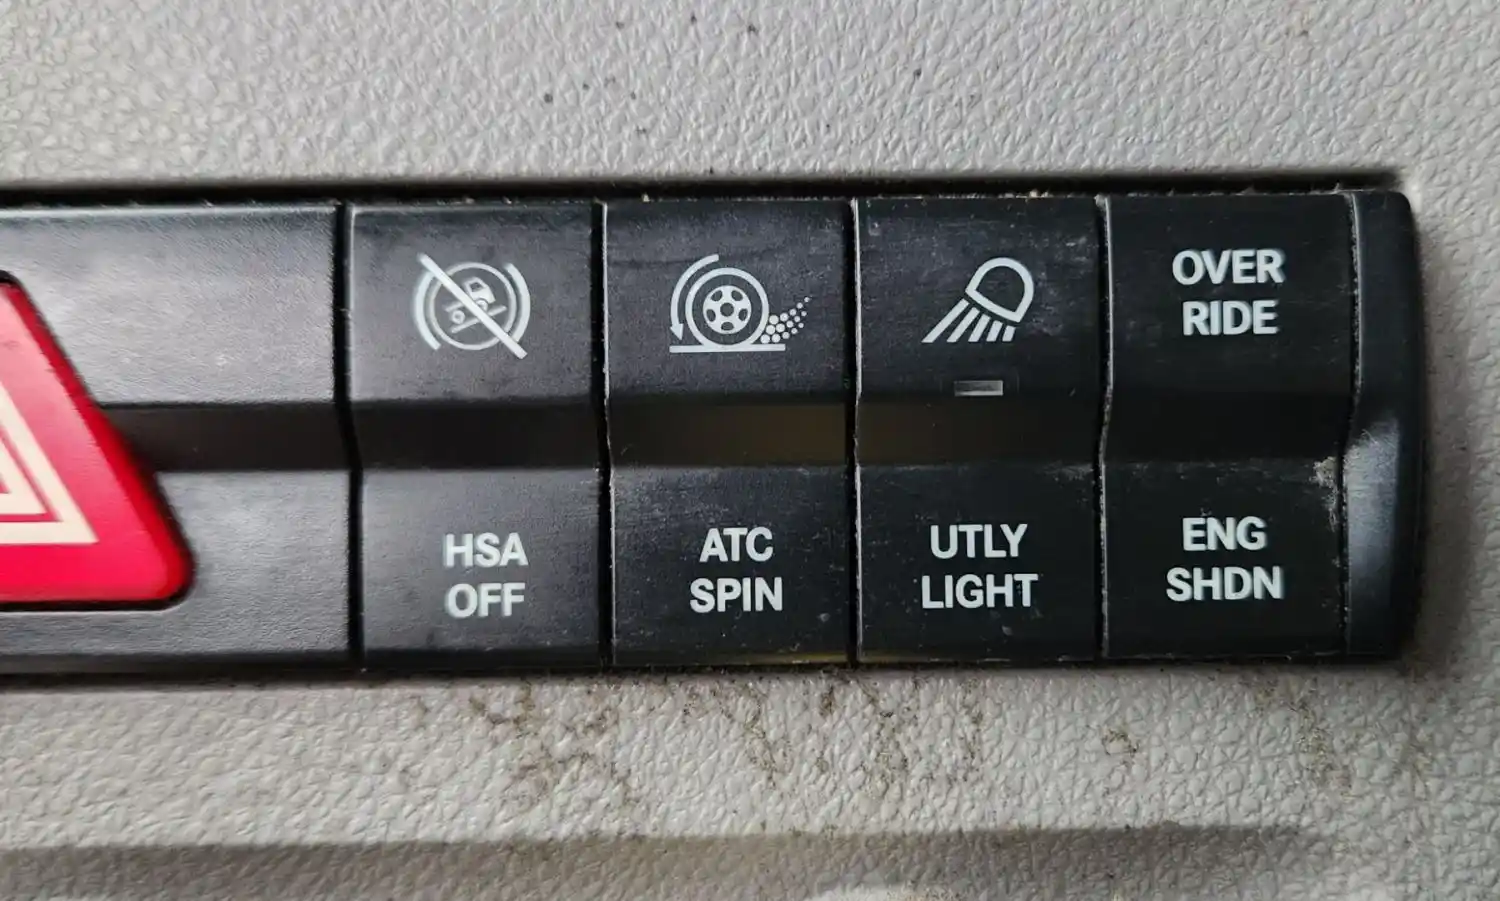 OVER
RIDE
HSA
OFF
ATC
SPIN
UTLY
LIGHT
ENG
SHDN